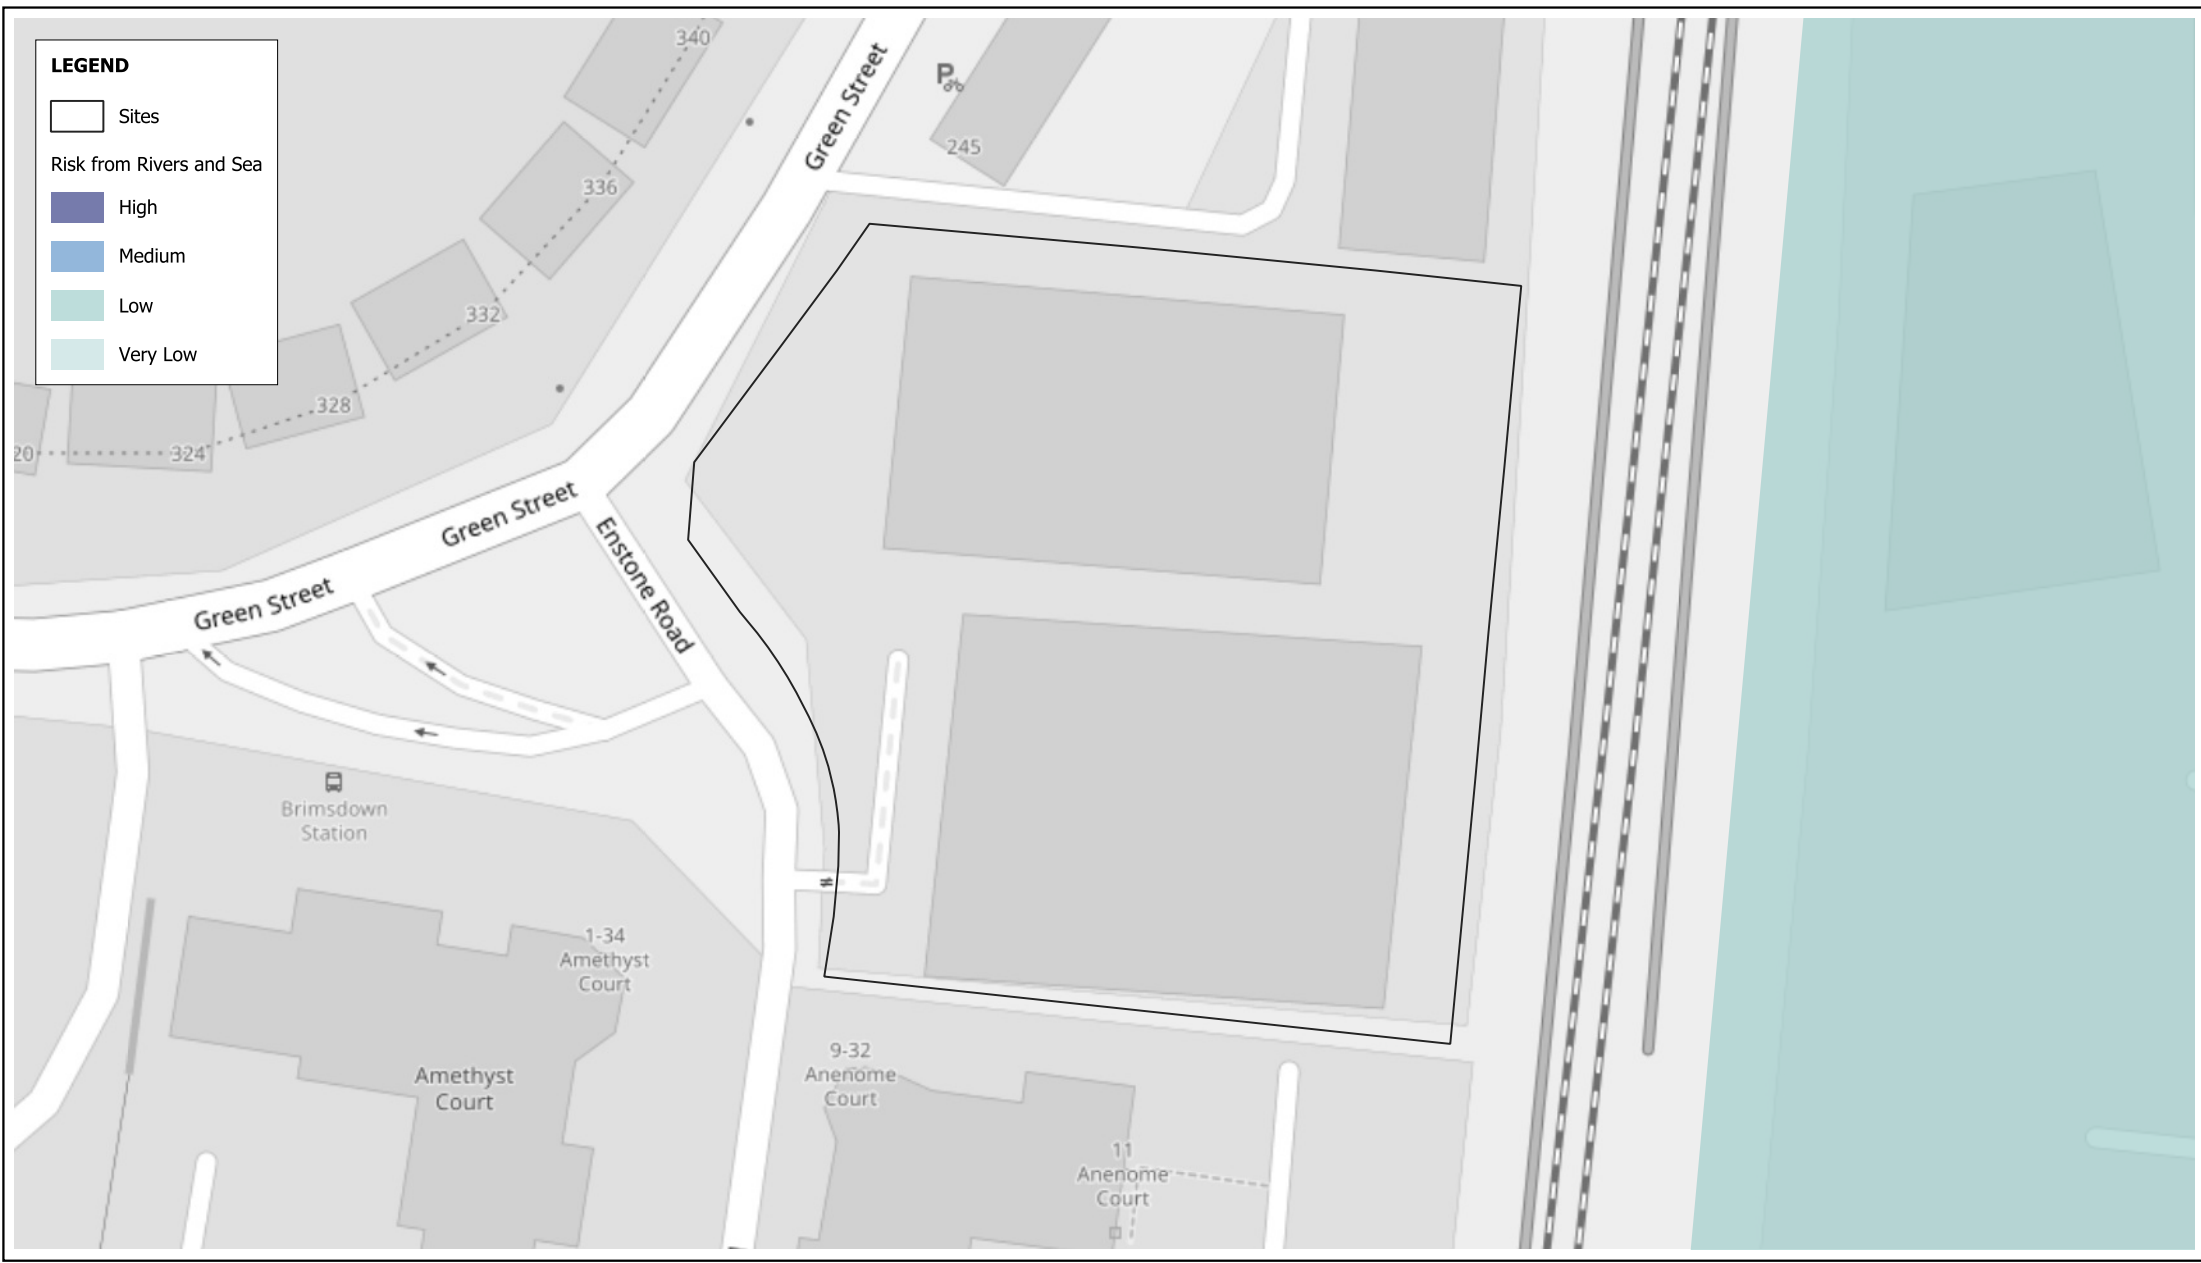 LEGEND
Sites
Risk from Rivers and Sea
High
Medium
Low
Very Low
340
Green Street
P
245
336
332
328
324
20
Green Street
Enstone Road
Green Street
Brimsdown
Station
1-34
Amethyst
Court
Amethyst
Court
9-32
Anenome
Court
11
Anenome
Court